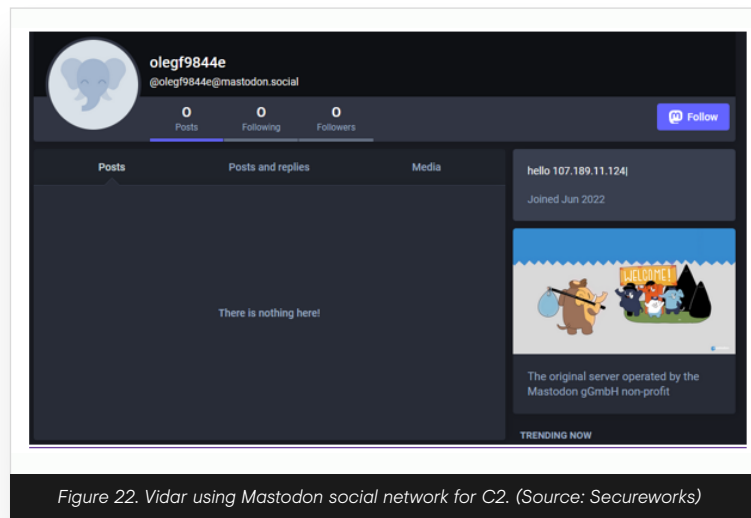 olegf9844e
@olegf9844e@mastodon.social
0 0 0
Posts Following Followers
Follow
Posts Posts and replies Media
There is nothing here!
hello 107.189.11.124|
Joined Jun 2022
WELCOME!
The original server operated by the
Mastodon gGmbH non-profit
TRENDING NOW
Figure 22. Vidar using Mastodon social network for C2. (Source: Secureworks)